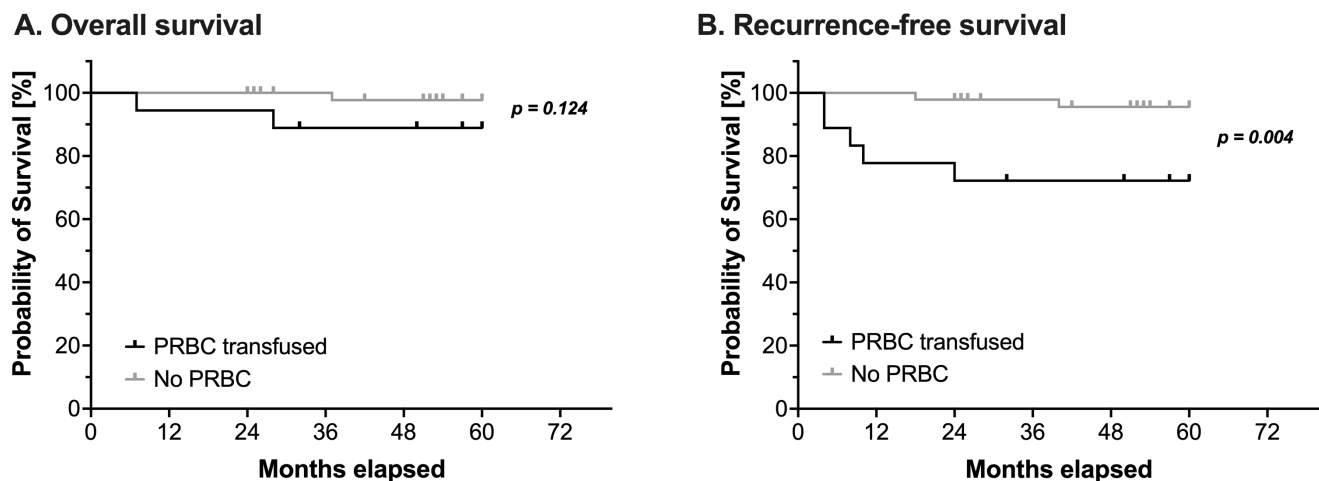 A. Overall survival
Probability of Survival [%]
100
80
60
40
20
0
p = 0.124
PRBC transfused
No PRBC
0 12 24 36 48 60 72
Months elapsed
B. Recurrence-free survival
Probability of Survival [%]
100
80
60
40
20
0
p = 0.004
PRBC transfused
No PRBC
0 12 24 36 48 60 72
Months elapsed